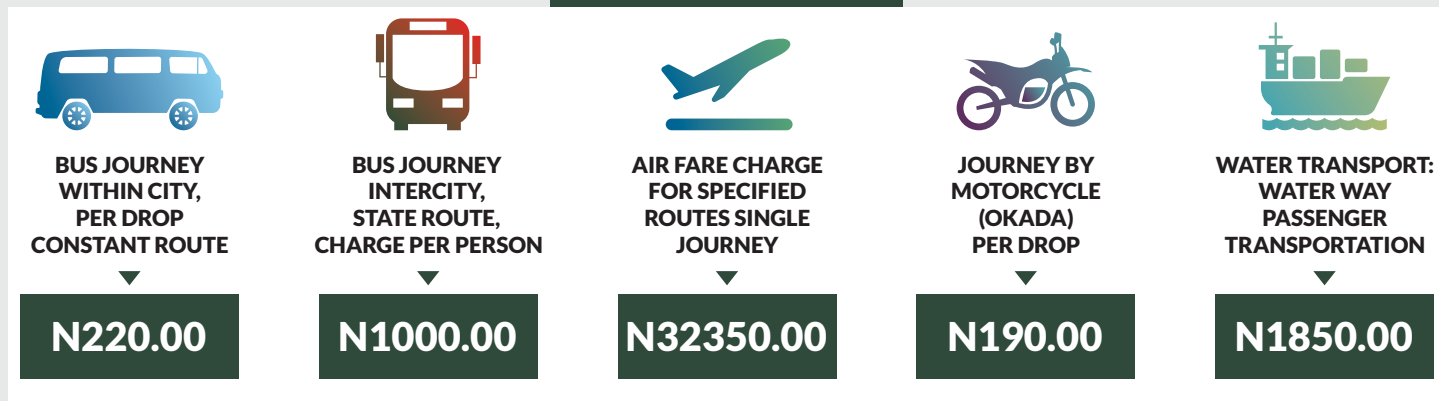 BUS JOURNEY
WITHIN CITY,
PER DROP
CONSTANT ROUTE
N220.00
BUS JOURNEY
INTERCITY,
STATE ROUTE,
CHARGE PER PERSON
N1000.00
AIR FARE CHARGE
FOR SPECIFIED
ROUTES SINGLE
JOURNEY
N32350.00
JOURNEY BY
MOTORCYCLE
(OKADA)
PER DROP
N190.00
WATER TRANSPORT:
WATER WAY
PASSENGER
TRANSPORTATION
N1850.00